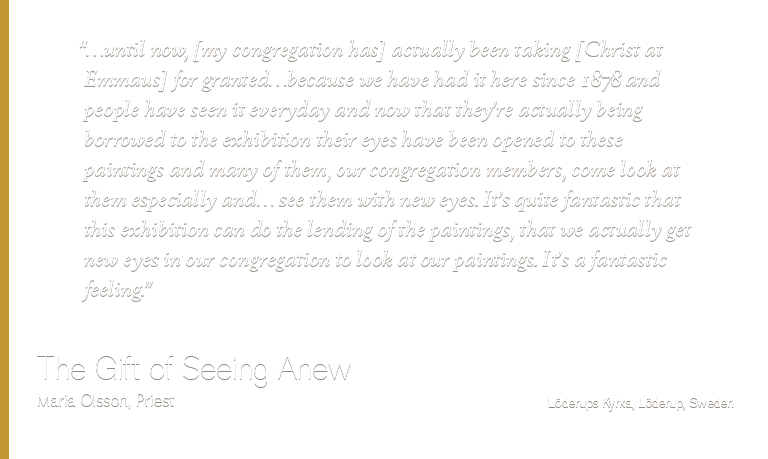 “…until now, [my congregation has] actually been taking [Christ at
Emmaus] for granted…because we have had it here since 1878 and
people have seen it everyday and now that they’re actually being
borrowed to the exhibition their eyes have been opened to these
paintings and many of them, our congregation members, come look at
them especially and… see them with new eyes. It’s quite fantastic that
this exhibition can do the lending of the paintings, that we actually get
new eyes in our congregation to look at our paintings. It’s a fantastic
feeling.”
The Gift of Seeing Anew
Maria Olsson, Priest
Löderups Kyrka, Löderup, Sweden